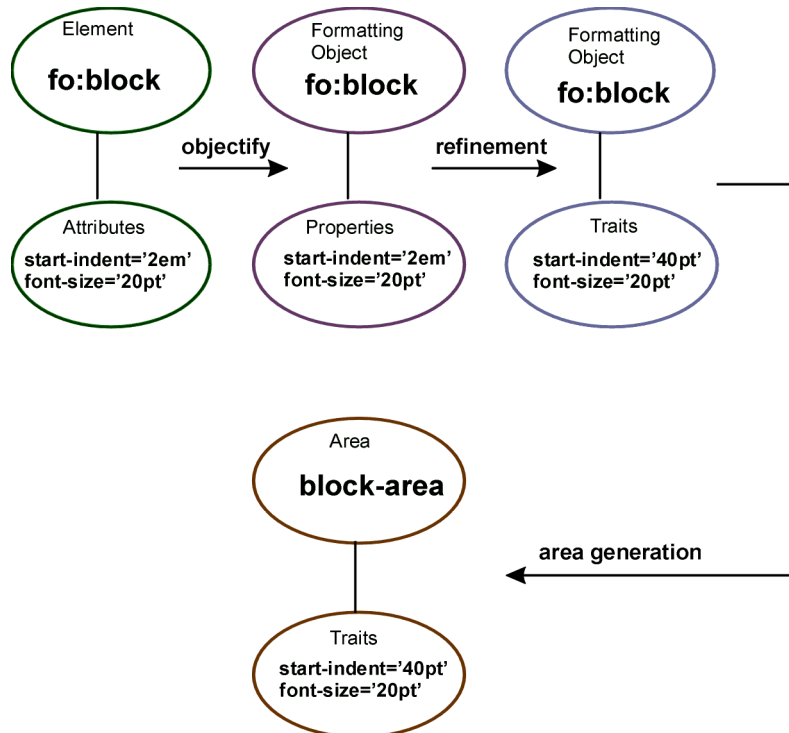 Element
fo:block
Formatting
Object
fo:block
Formatting
Object
fo:block
objectify
refinement
Attributes
start-indent=’2em’
font-size=’20pt’
Properties
start-indent=’2em’
font-size=’20pt’
Traits
start-indent=’40pt’
font-size=’20pt’
Area
block-area
area generation
Traits
start-indent=’40pt’
font-size=’20pt’